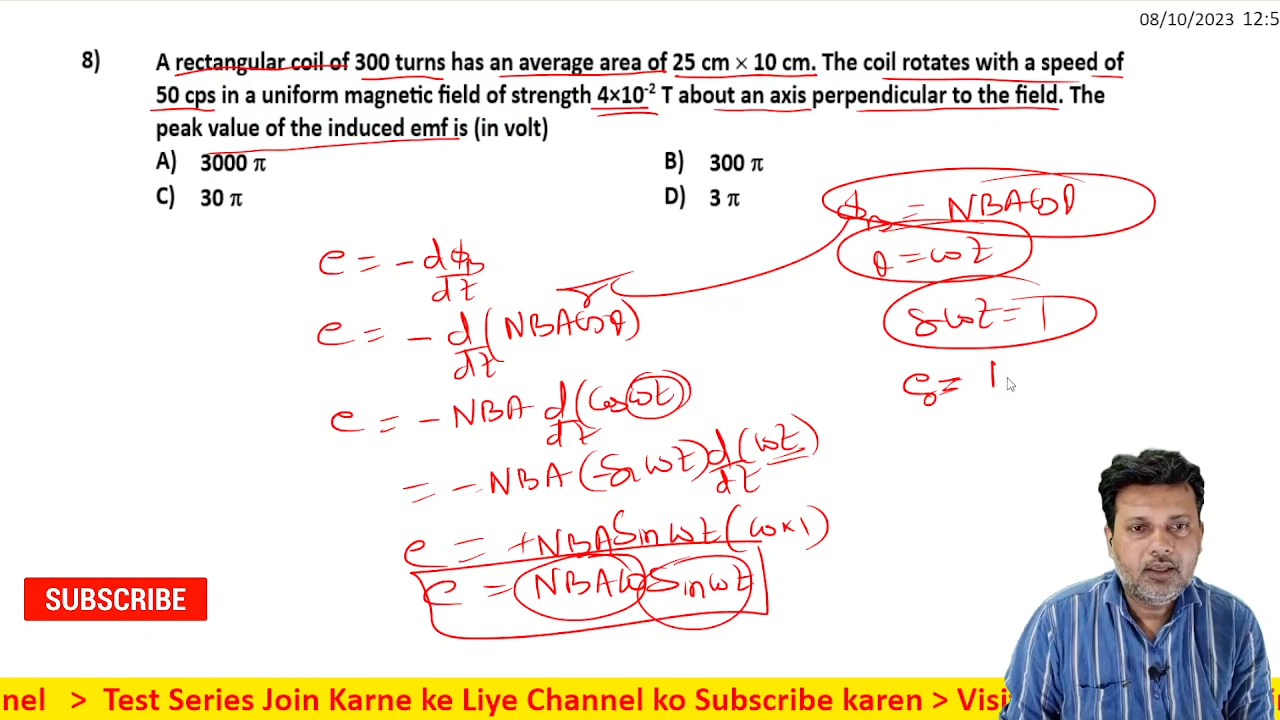 08/10/2023 12:5
8) A rectangular coil of 300 turns has an average area of 25 cm × 10 cm. The coil rotates with a speed of
50 cps in a uniform magnetic field of strength 4×10⁻² T about an axis perpendicular to the field. The
peak value of the induced emf is (in volt)
A) 3000 π B) 300 π
C) 30 π D) 3 π
ϕ_B = NBA cos θ
θ = ωt
e = - dϕ_B/dt
e = - d/dt (NBA cos θ)
sin ωt = 1
e₀ =
e = - NBA d/dt (cos ωt)
= - NBA (-sin ωt) d/dt (ωt)
e = + NBA Sin ωt (ω×1)
e = NBAω Sin ωt
SUBSCRIBE
nel > Test Series Join Karne ke Liye Channel ko Subscribe karen > Visi